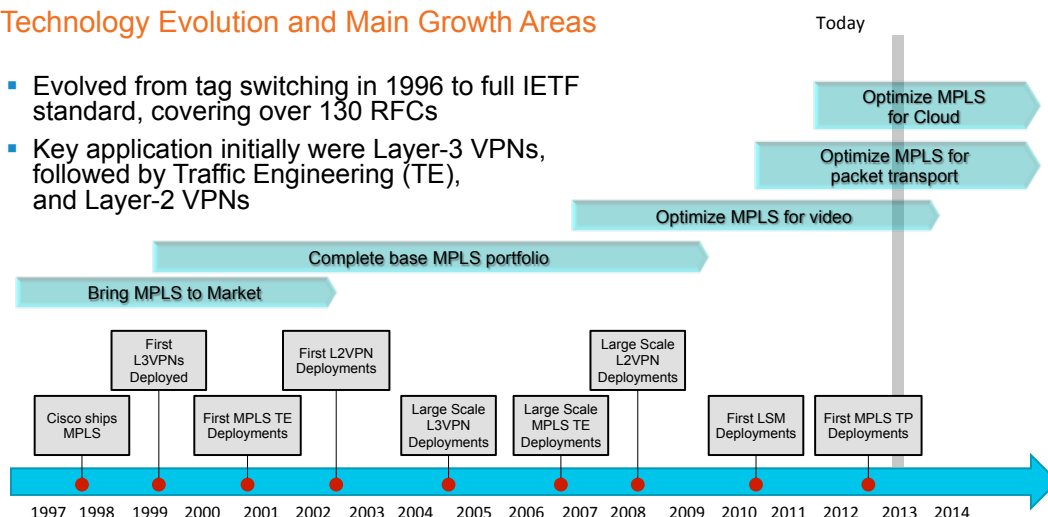 Technology Evolution and Main Growth Areas
Today
▪ Evolved from tag switching in 1996 to full IETF
standard, covering over 130 RFCs
▪ Key application initially were Layer-3 VPNs,
followed by Traffic Engineering (TE),
and Layer-2 VPNs
Optimize MPLS
for Cloud
Optimize MPLS for
packet transport
Optimize MPLS for video
Complete base MPLS portfolio
Bring MPLS to Market
First
L3VPNs
Deployed
First L2VPN
Deployments
Large Scale
L2VPN
Deployments
Cisco ships
MPLS
First MPLS TE
Deployments
Large Scale
L3VPN
Deployments
Large Scale
MPLS TE
Deployments
First LSM
Deployments
First MPLS TP
Deployments
1997 1998 1999 2000 2001 2002 2003 2004 2005 2006 2007 2008 2009 2010 2011 2012 2013 2014